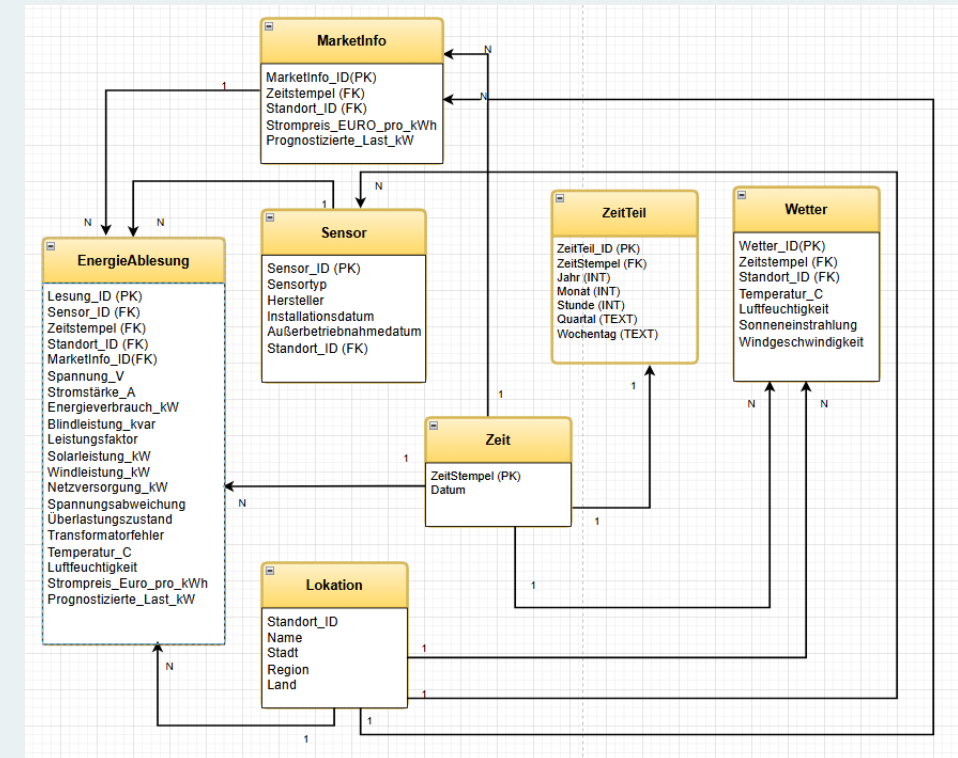 MarketInfo
MarketInfo_ID(PK)
Zeitstempel (FK)
Standort_ID (FK)
Strompreis_EURO_pro_kWh
Prognostizierte_Last_kW
N
N
1
N
1
N
N
Sensor
Sensor_ID (PK)
Sensortyp
Hersteller
Installationsdatum
Außerbetriebnahmedatum
Standort_ID (FK)
ZeitTeil
ZeitTeil_ID (PK)
ZeitStempel (FK)
Jahr (INT)
Monat (INT)
Stunde (INT)
Quartal (TEXT)
Wochentag (TEXT)
Wetter
Wetter_ID(PK)
Zeitstempel (FK)
Standort_ID (FK)
Temperatur_C
Luftfeuchtigkeit
Sonneneinstrahlung
Windgeschwindigkeit
EnergieAblesung
Lesung_ID (PK)
Sensor_ID (FK)
Zeitstempel (FK)
Standort_ID (FK)
MarketInfo_ID(FK)
Spannung_V
Stromstärke_A
Energieverbrauch_kW
Blindleistung_kvar
Leistungsfaktor
Solarleistung_kW
Windleistung_kW
Netzversorgung_kW
Spannungsabweichung
Überlastungszustand
Transformatorfehler
Temperatur_C
Luftfeuchtigkeit
Strompreis_Euro_pro_kWh
Prognostizierte_Last_kW
1
1
N
N
Zeit
ZeitStempel (PK)
Datum
1
N
1
1
Lokation
Standort_ID
Name
Stadt
Region
Land
1
1
N
1
1